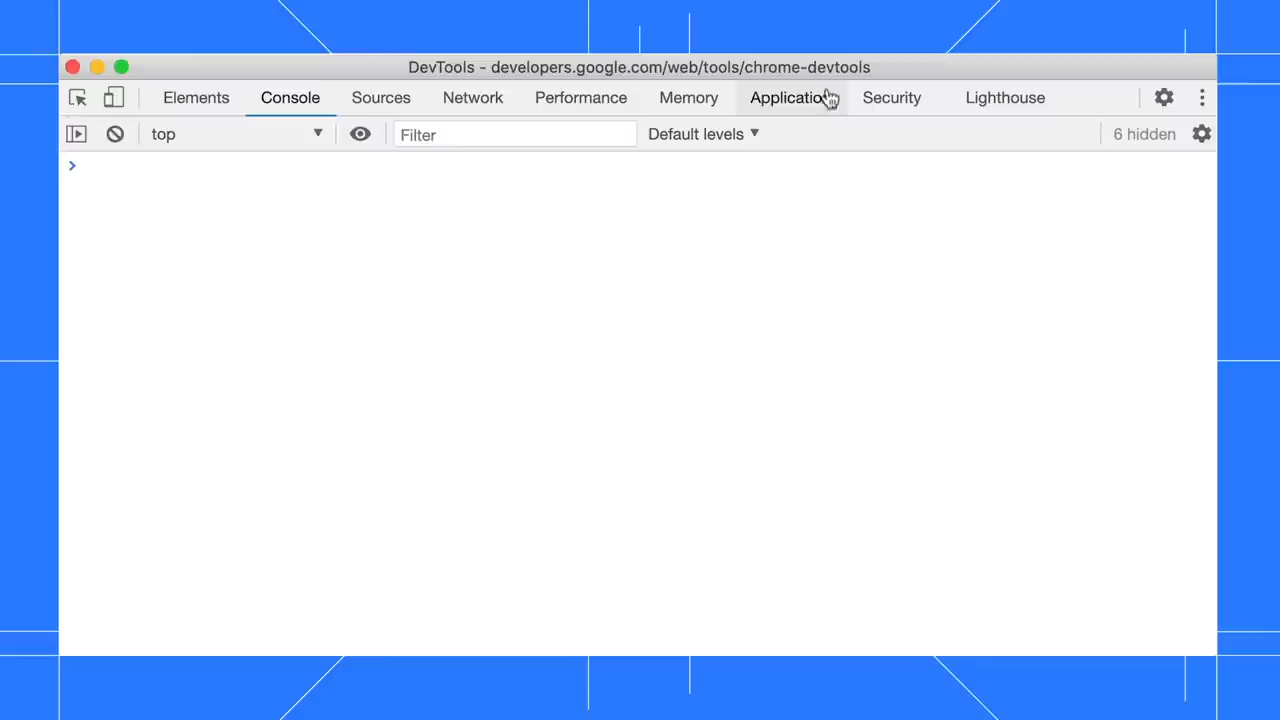 DevTools - developers.google.com/web/tools/chrome-devtools
Elements Console Sources Network Performance Memory Application Security Lighthouse
top Filter Default levels 6 hidden